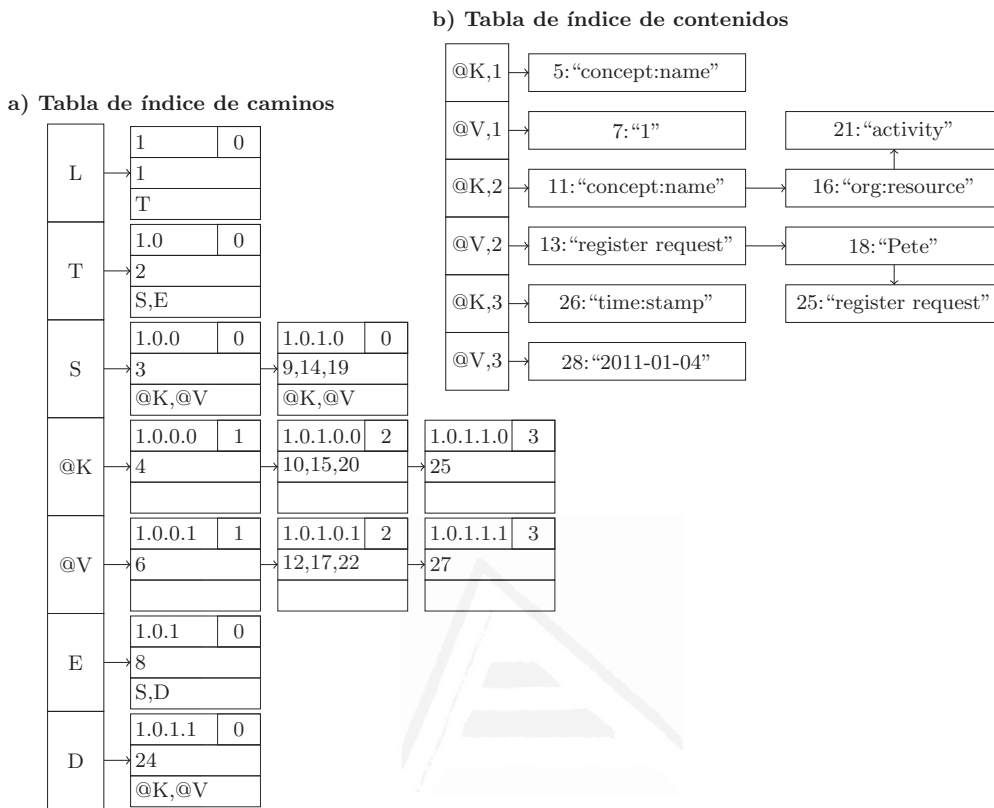 b) Tabla de índice de contenidos
@K,1 5:“concept:name”
@V,1 7:“1” 21:“activity”
@K,2 11:“concept:name” 16:“org:resource”
@V,2 13:“register request” 18:“Pete”
@K,3 26:“time:stamp” 25:“register request”
@V,3 28:“2011-01-04”
a) Tabla de índice de caminos
L
1 0
1
T
T
1.0 0
2
S,E
S
1.0.0 0 1.0.1.0 0
3 9,14,19
@K,@V @K,@V
@K
1.0.0.0 1 1.0.1.0.0 2 1.0.1.1.0 3
4 10,15,20 25
@V
1.0.0.1 1 1.0.1.0.1 2 1.0.1.1.1 3
6 12,17,22 27
E
1.0.1 0
8
S,D
D
1.0.1.1 0
24
@K,@V